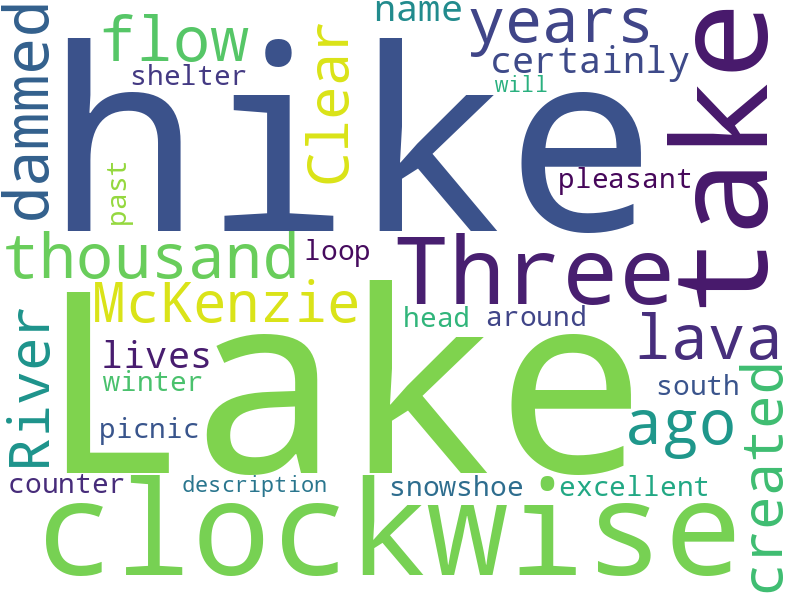 name
years
flow
dammed
take
Clear
certainly
shelter
will
hike
past
pleasant
thousand
loop
Three
McKenzie
River
head
around
lava
lives
winter
Lake
south
created
picnic
ago
counter
description
snowshoe
excellent
clockwise